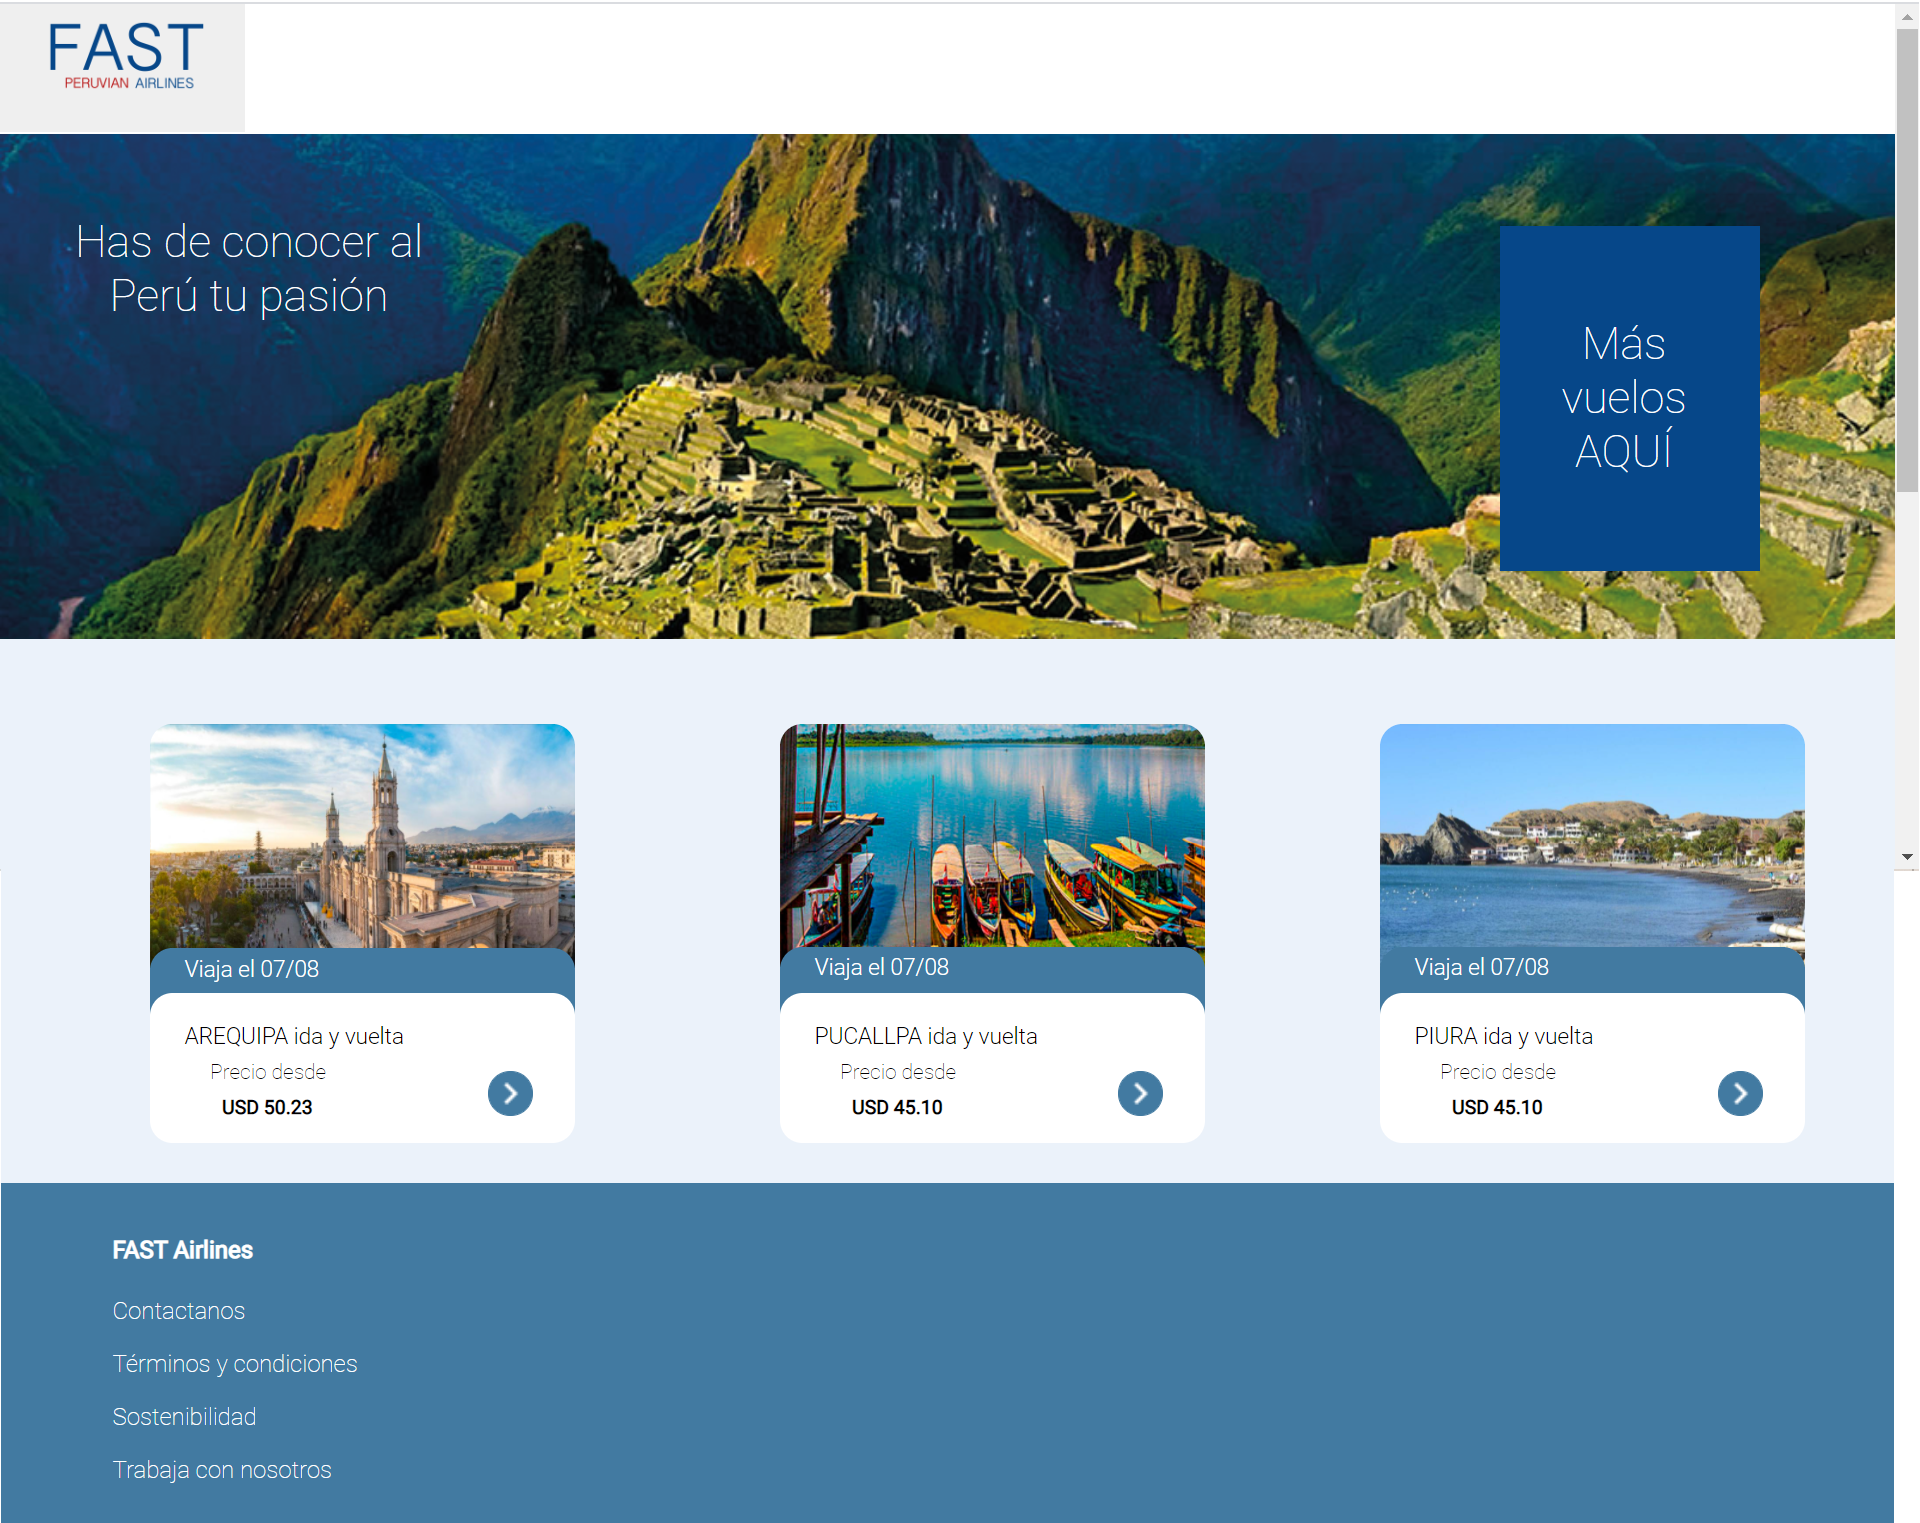 FAST
PERUVIAN AIRLINES
Has de conocer al
Perú tu pasión
Más
vuelos
AQUÍ
Viaja el 07/08
AREQUIPA ida y vuelta
Precio desde
USD 50.23
Viaja el 07/08
PUCALLPA ida y vuelta
Precio desde
USD 45.10
Viaja el 07/08
PIURA ida y vuelta
Precio desde
USD 45.10
FAST Airlines
Contactanos
Términos y condiciones
Sostenibilidad
Trabaja con nosotros